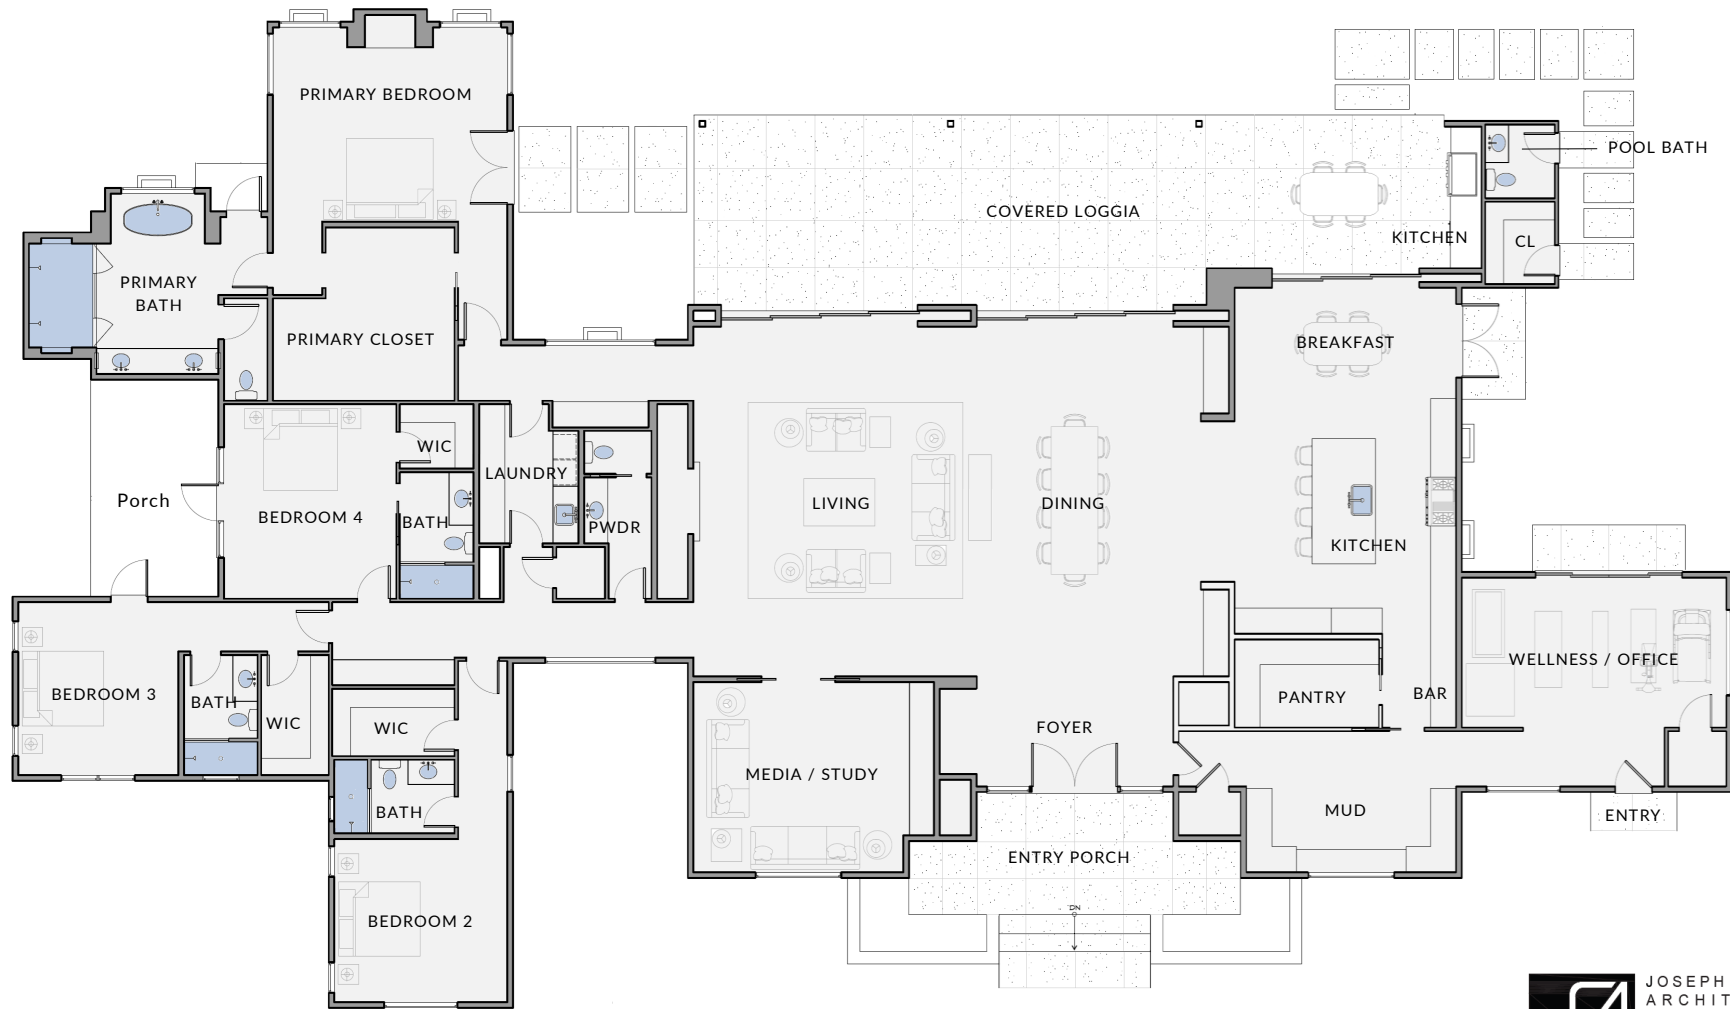 PRIMARY BEDROOM
POOL BATH
COVERED LOGGIA
KITCHEN
CL
PRIMARY
BATH
PRIMARY CLOSET
BREAKFAST
WIC
LAUNDRY
Porch
BEDROOM 4
BATH
PWDR
LIVING
DINING
KITCHEN
WELLNESS / OFFICE
BEDROOM 3
BATH
WIC
WIC
PANTRY
BAR
FOYER
MEDIA / STUDY
BATH
MUD
ENTRY
ENTRY PORCH
BEDROOM 2
DN
JOSEPH
ARCHIT